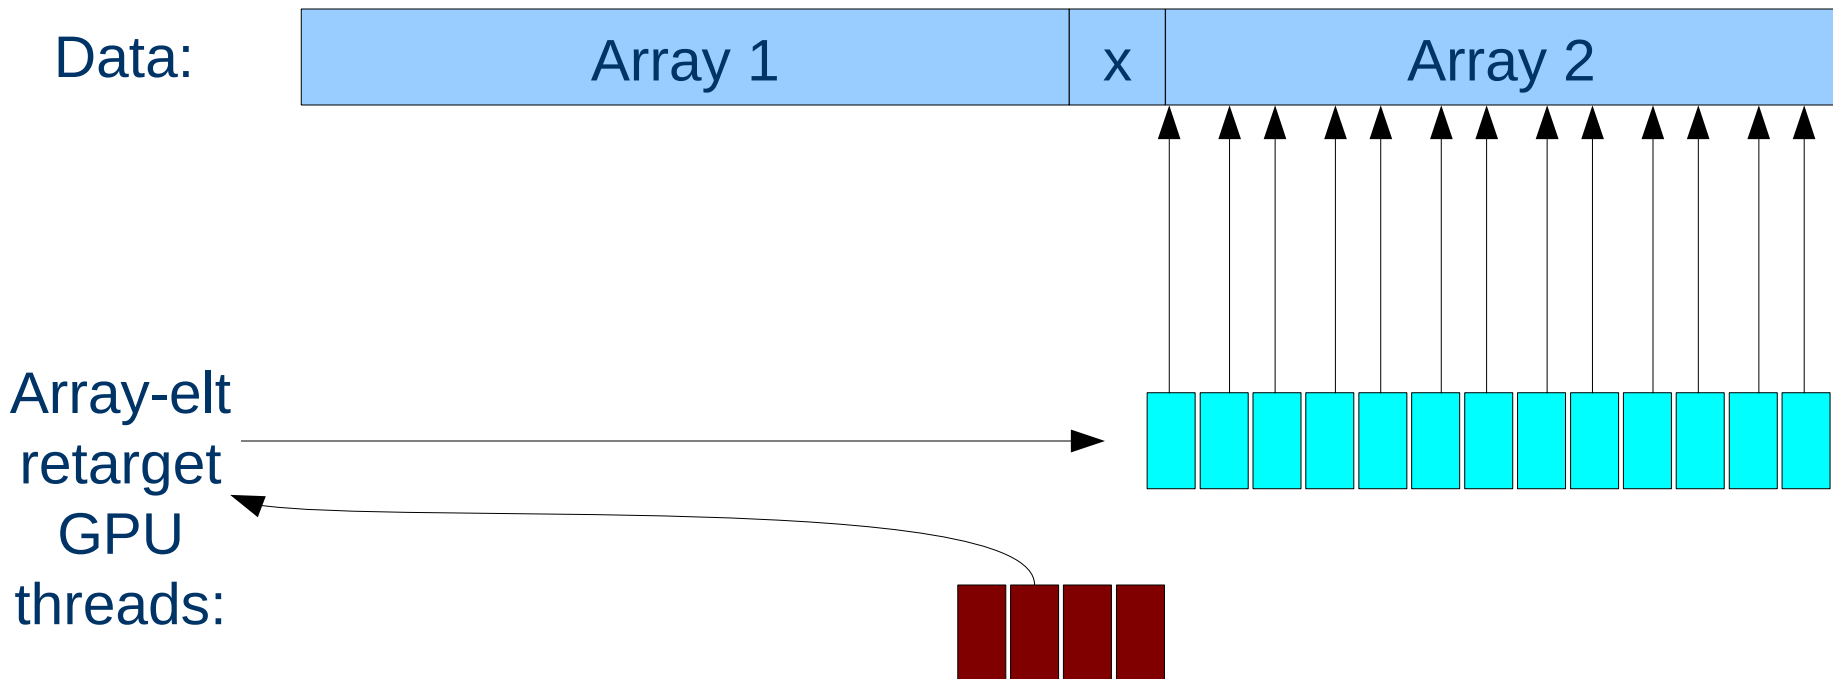 Data:
Array 1
x
Array 2
Array-elt
retarget
GPU
threads: